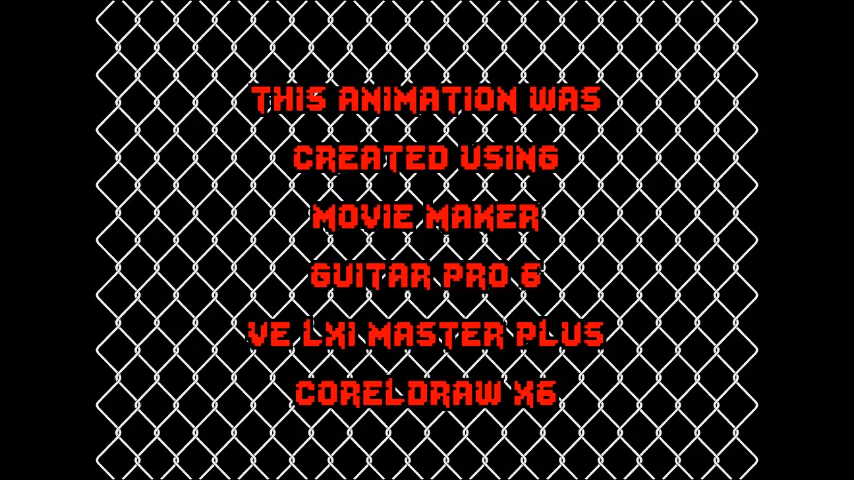 THIS ANIMATION WAS
CREATED USING
MOVIE MAKER
GUITAR PRO 6
VE LXI MASTER PLUS
CORELDRAW X6